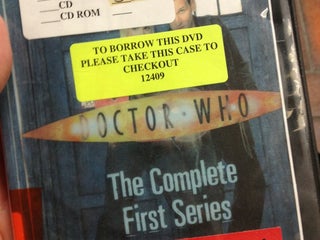 CD
CD ROM
TO BORROW THIS DVD
PLEASE TAKE THIS CASE TO
CHECKOUT
12409
DOCTOR · WHO
The Complete
First Series